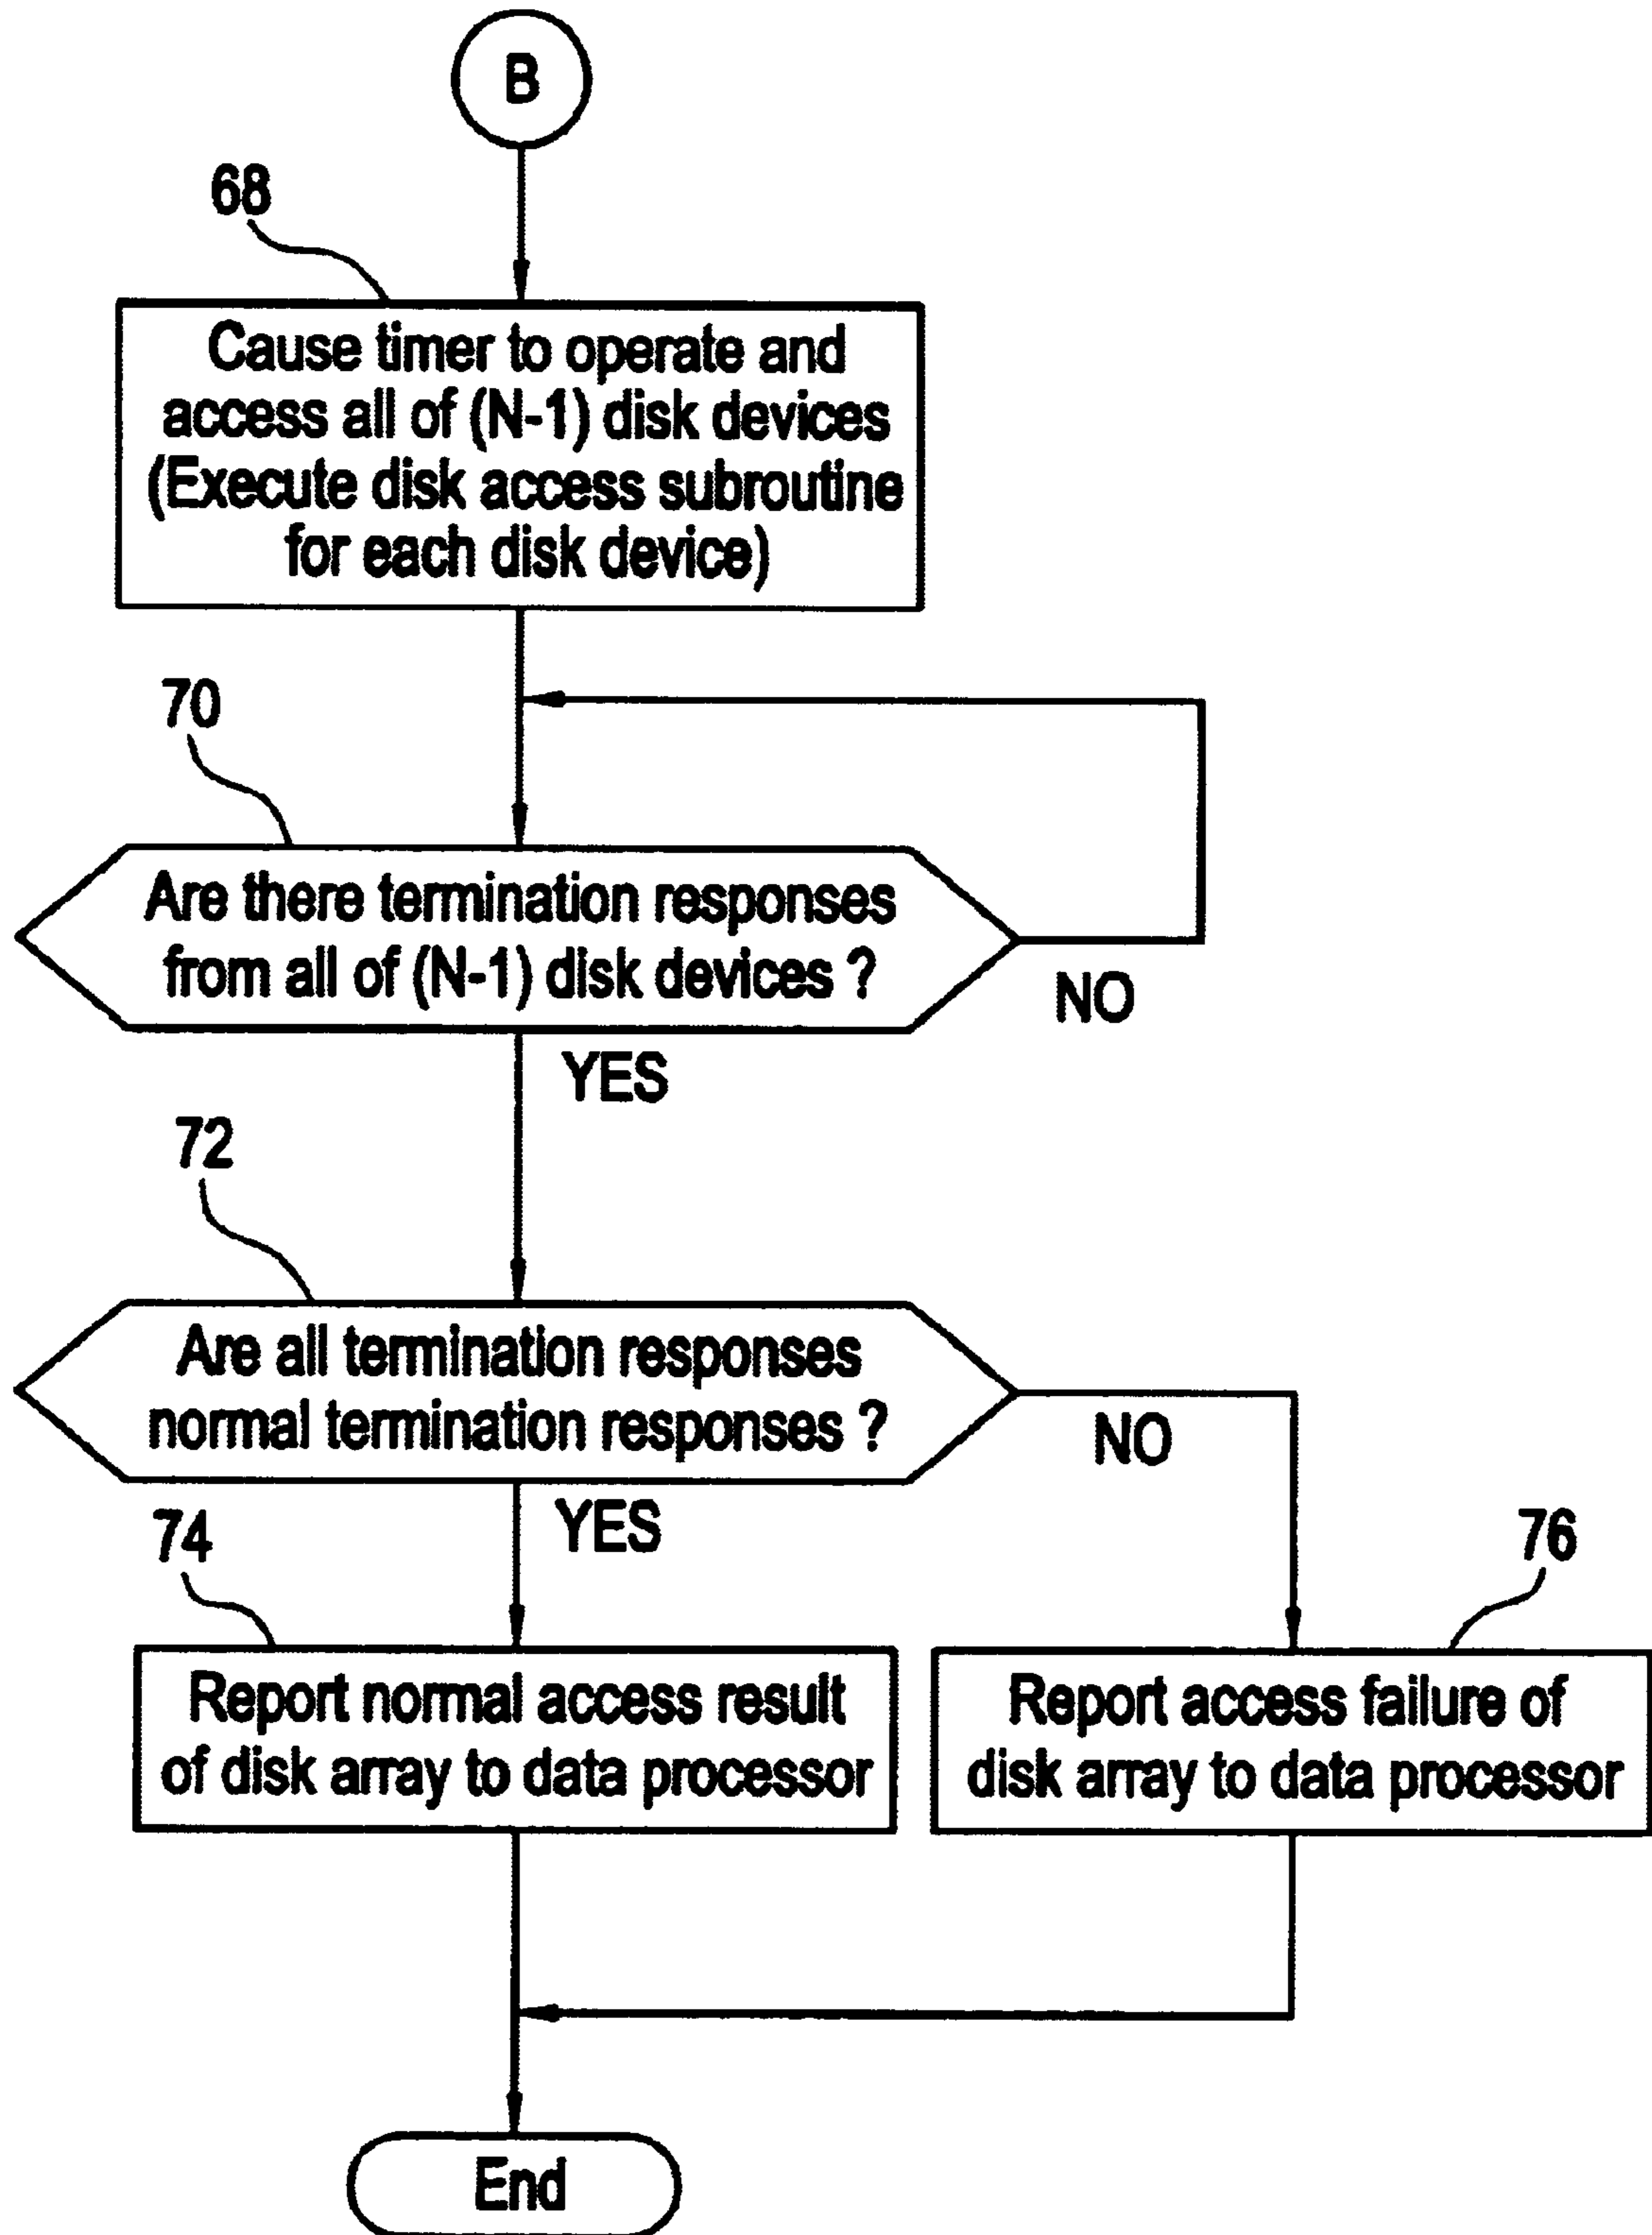 B
68
Cause timer to operate and
access all of (N-1) disk devices
(Execute disk access subroutine
for each disk device)
70
Are there termination responses
from all of (N-1) disk devices ?
NO
YES
72
Are all termination responses
normal termination responses ?
NO
YES
74
76
Report normal access result
of disk array to data processor
Report access failure of
disk array to data processor
End